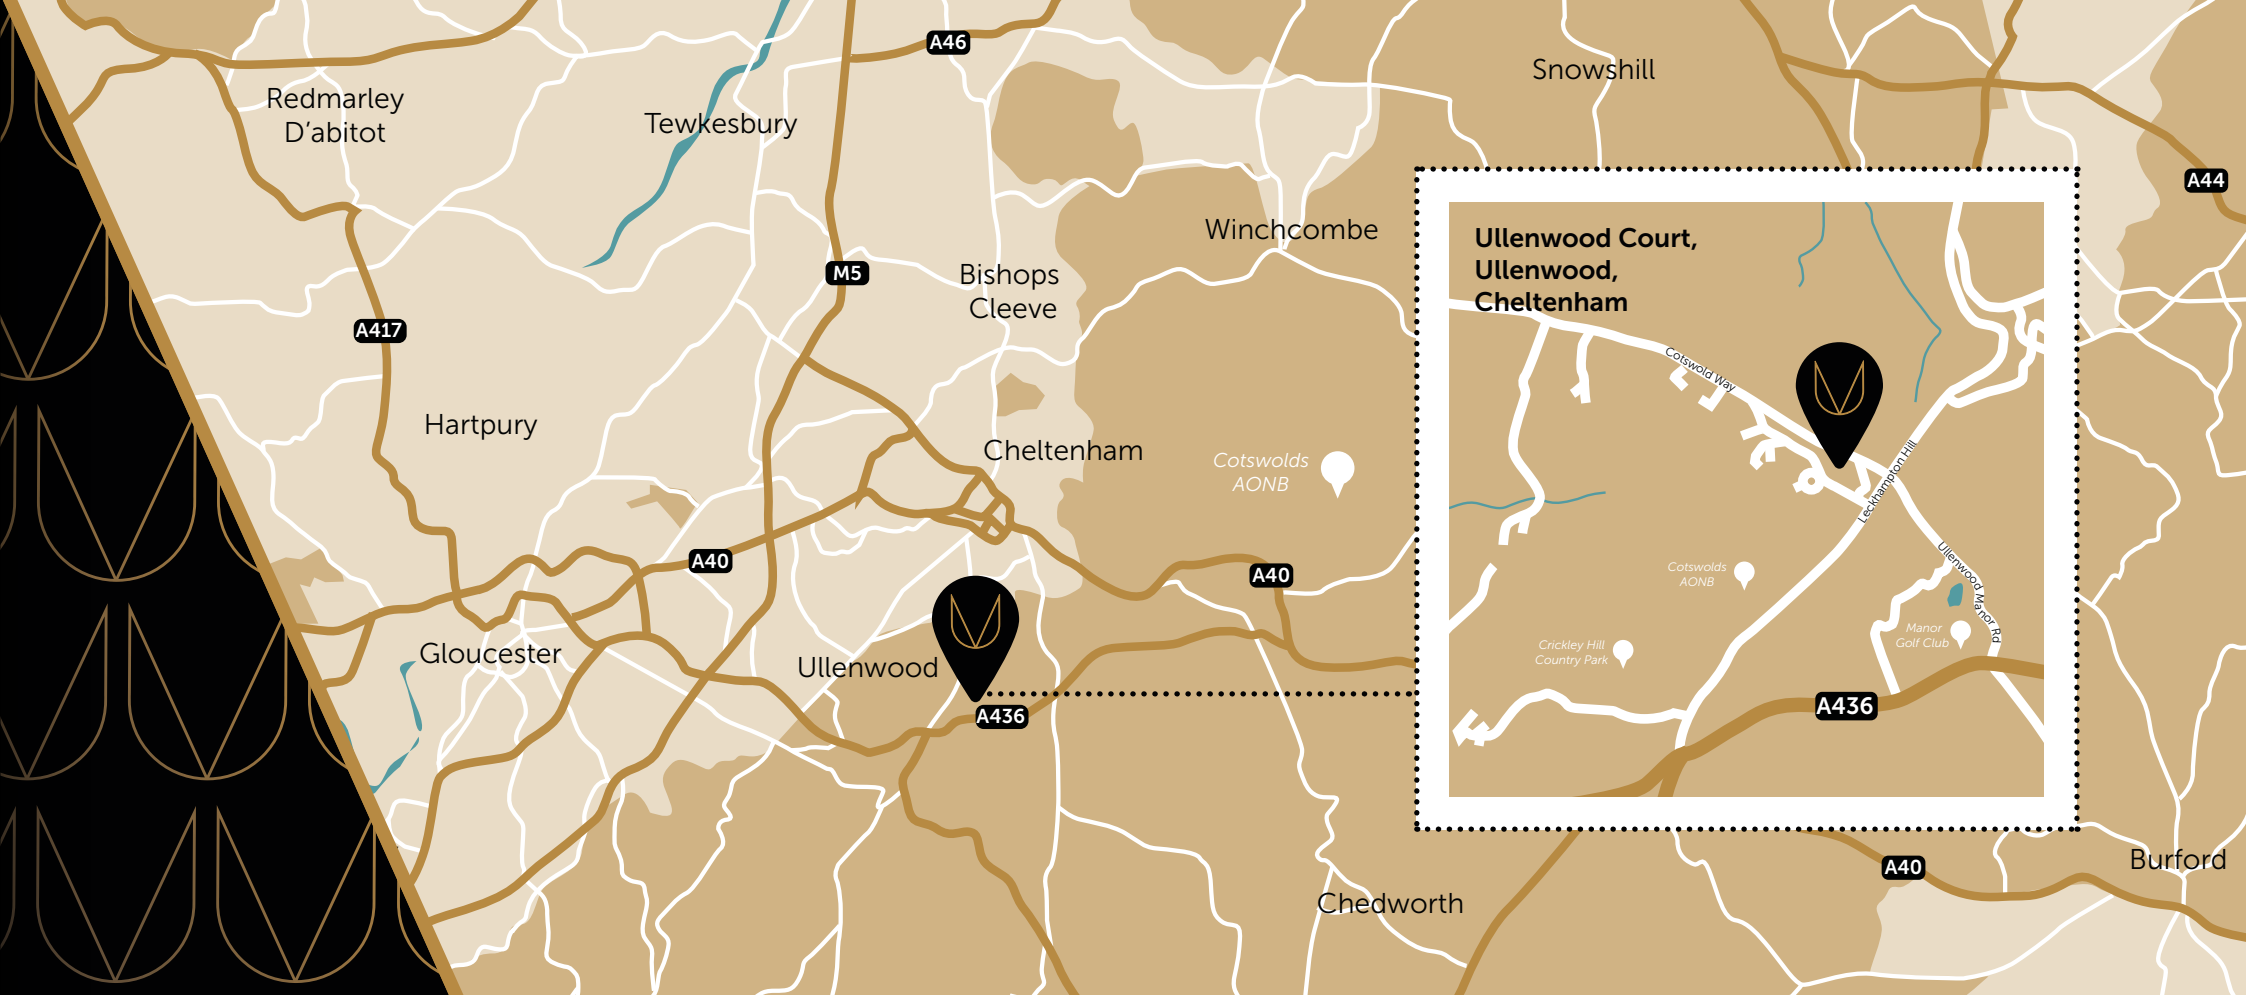 A46
Snowshill
Redmarley
D’abitot
Tewkesbury
A44
Winchcombe
M5
Bishops
Cleeve
A417
Hartpury
Cheltenham
Cotswolds
AONB
A40
A40
Gloucester
Ullenwood
A436
Chedworth
A40
Burford
Ullenwood Court,
Ullenwood,
Cheltenham
Cotswold Way
Leckhampton Hill
Ullenwood Manor Rd
Cotswolds
AONB
Manor
Golf Club
Crickley Hill
Country Park
A436